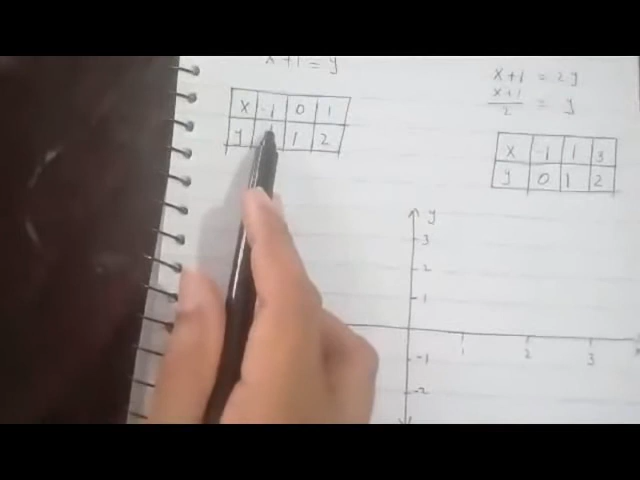 x+1 = y
x -1 0 1
y 1 2
x+1 = 2y
x+1
2 = y
x -1 1 3
y 0 1 2
y
3
2
1
1 2 3
-1
-2